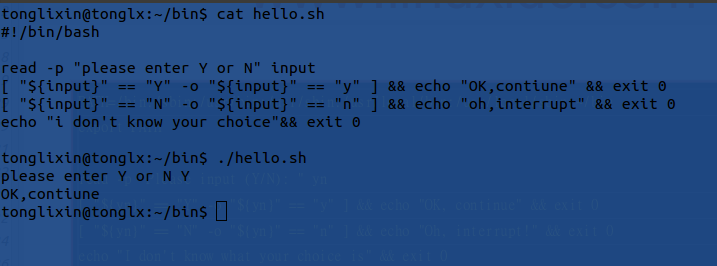 tonglixin@tonglx:~/bin$ cat hello.sh
#!/bin/bash
read -p "please enter Y or N" input
[ "${input}" == "Y" -o "${input}" == "y" ] && echo "OK,contiune" && exit 0
[ "${input}" == "N" -o "${input}" == "n" ] && echo "oh,interrupt" && exit 0
echo "i don't know your choice"&& exit 0
tonglixin@tonglx:~/bin$ ./hello.sh
please enter Y or N Y
OK,contiune
tonglixin@tonglx:~/bin$